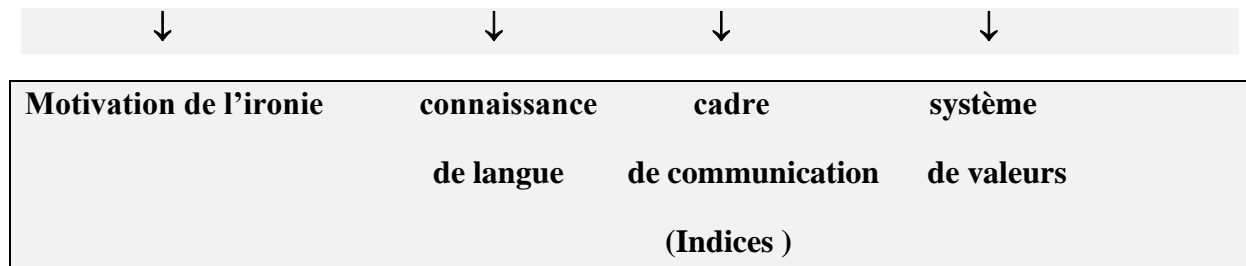 ↓ ↓ ↓ ↓
Motivation de l’ironie connaissance cadre système
de langue de communication de valeurs
(Indices )